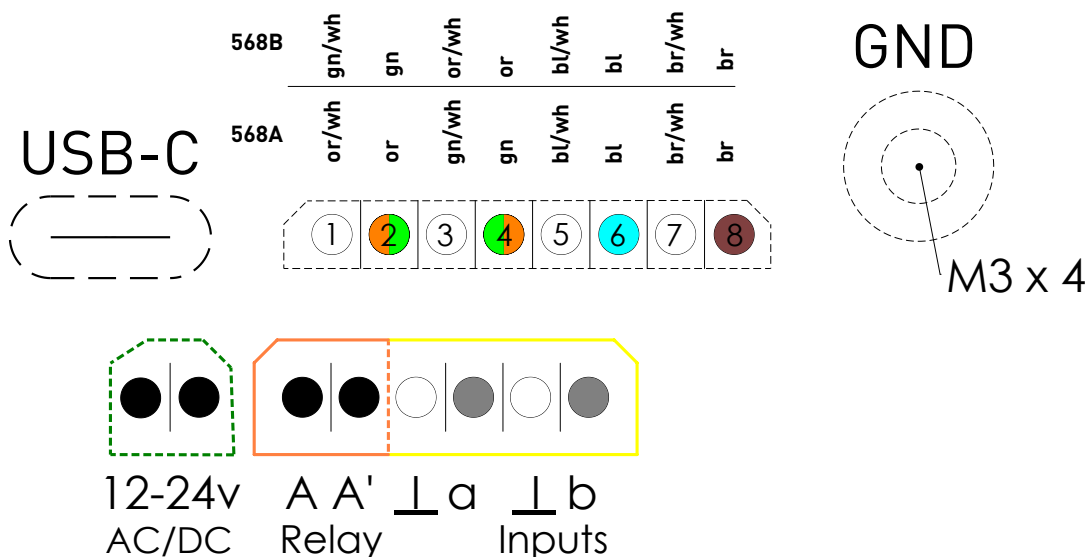 568B gn/wh gn or/wh or bl/wh bl br/wh br
GND
568A or/wh or gn/wh gn bl/wh bl br/wh br
USB-C
1 2 3 4 5 6 7 8
M3 x 4
12-24v A A' a b
AC/DC Relay Inputs